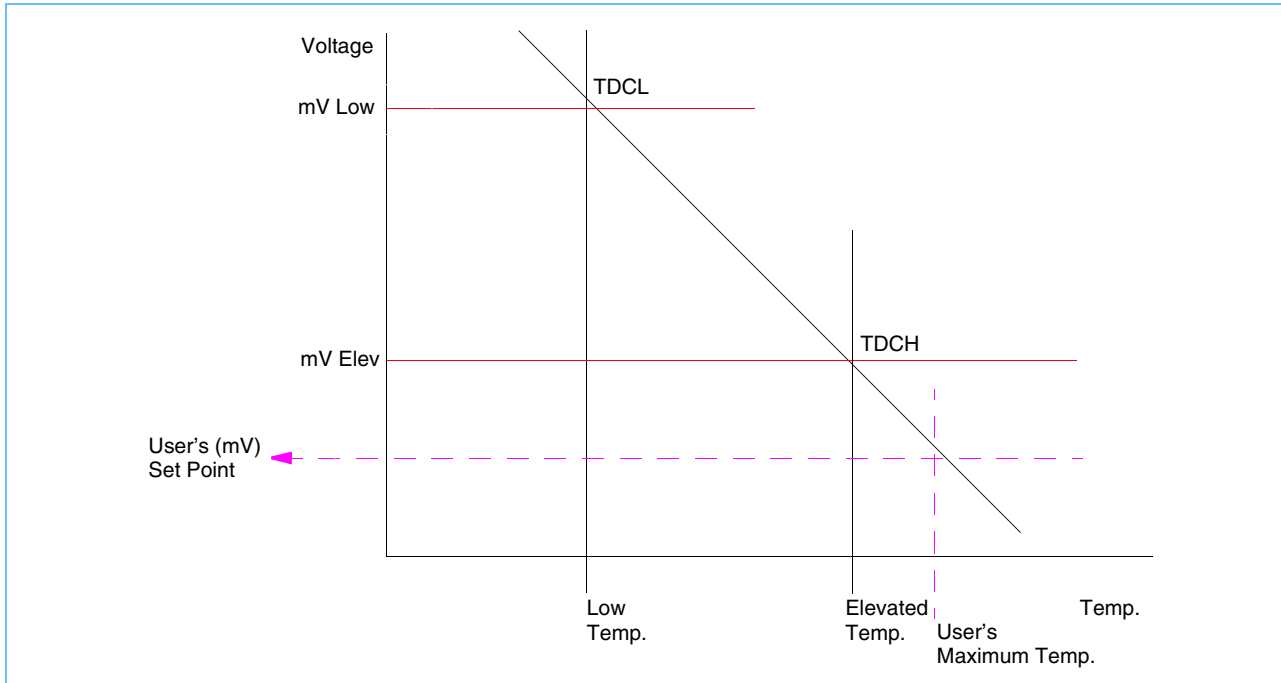 Voltage
TDCL
mV Low
TDCH
mV Elev
User's (mV)
Set Point
Low
Temp.
Elevated
Temp.
Temp.
User's
Maximum Temp.